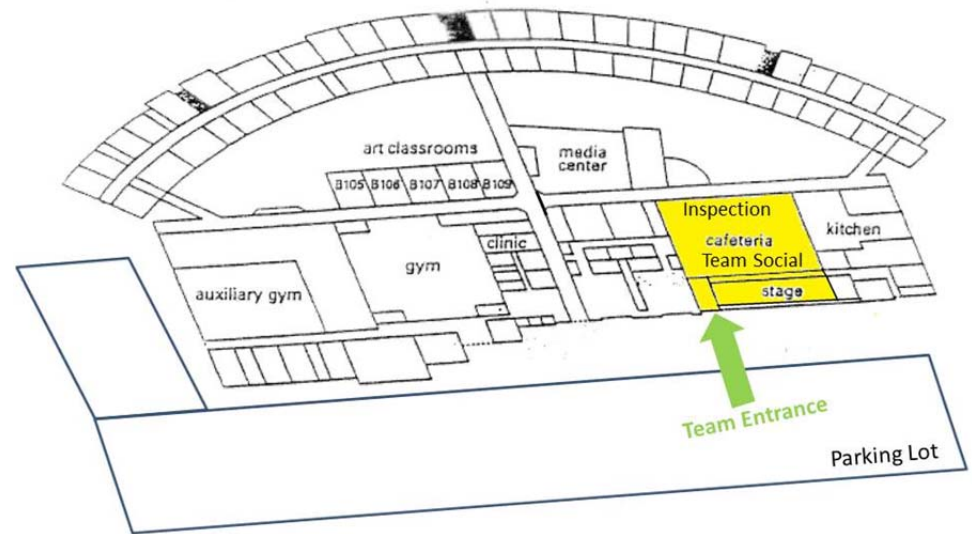 art classrooms
B105 B106 B107 B108 B109
media
center
Inspection
cafeteria
Team Social
kitchen
clinic
gym
auxiliary gym
stage
Team Entrance
Parking Lot